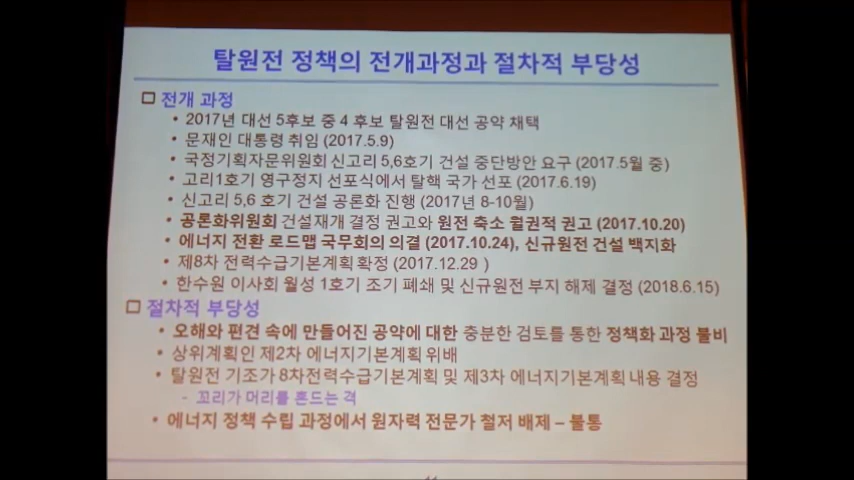 탈원전 정책의 전개과정과 절차적 부당성
전개 과정
• 2017년 대선 5후보 중 4 후보 탈원전 대선 공약 채택
• 문재인 대통령 취임 (2017.5.9)
• 국정기획자문위원회 신고리 5,6호기 건설 중단방안 요구 (2017.5월 중)
• 고리1호기 영구정지 선포식에서 탈핵 국가 선포 (2017.6.19)
• 신고리 5,6 호기 건설 공론화 진행 (2017년 8-10월)
• 공론화위원회 건설재개 결정 권고와 원전 축소 월권적 권고 (2017.10.20)
• 에너지 전환 로드맵 국무회의 의결 (2017.10.24), 신규원전 건설 백지화
• 제8차 전력수급기본계획 확정 (2017.12.29 )
• 한수원 이사회 월성 1호기 조기 폐쇄 및 신규원전 부지 해제 결정 (2018.6.15)
절차적 부당성
• 오해와 편견 속에 만들어진 공약에 대한 충분한 검토를 통한 정책화 과정 불비
• 상위계획인 제2차 에너지기본계획 위배
• 탈원전 기조가 8차전력수급기본계획 및 제3차 에너지기본계획 내용 결정
- 꼬리가 머리를 흔드는 격
• 에너지 정책 수립 과정에서 원자력 전문가 철저 배제 – 불통